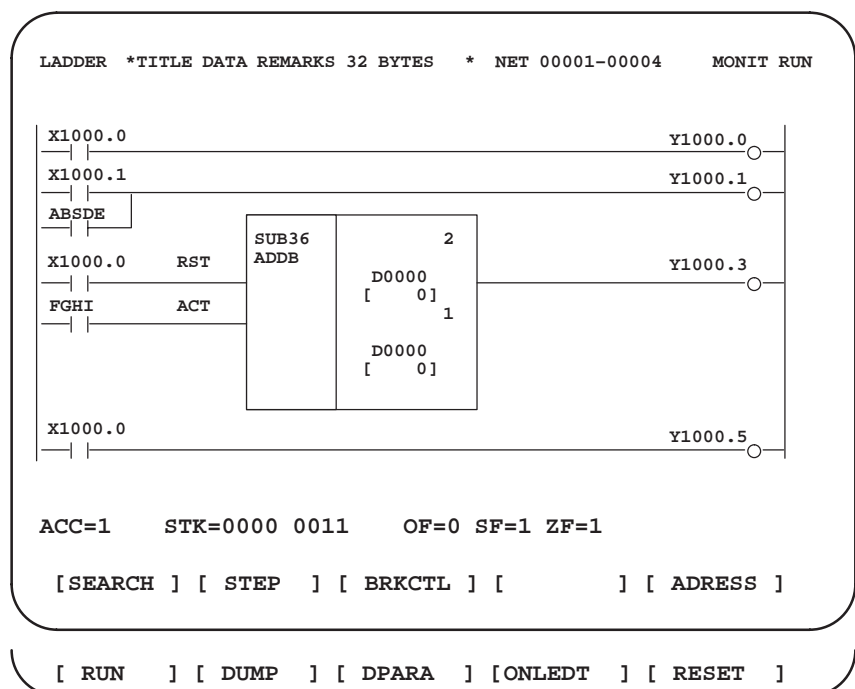 LADDER *TITLE DATA REMARKS 32 BYTES * NET 00001-00004 MONIT RUN
X1000.0 Y1000.0
X1000.1 Y1000.1
ABSDE
SUB36 2
X1000.0 RST ADDB Y1000.3
D0000
[ 0]
FGHI ACT 1
D0000
[ 0]
X1000.0 Y1000.5
ACC=1 STK=0000 0011 OF=0 SF=1 ZF=1
[SEARCH ] [ STEP ] [ BRKCTL ] [ ] [ ADRESS ]
[ RUN ] [ DUMP ] [ DPARA ] [ONLEDT ] [ RESET ]